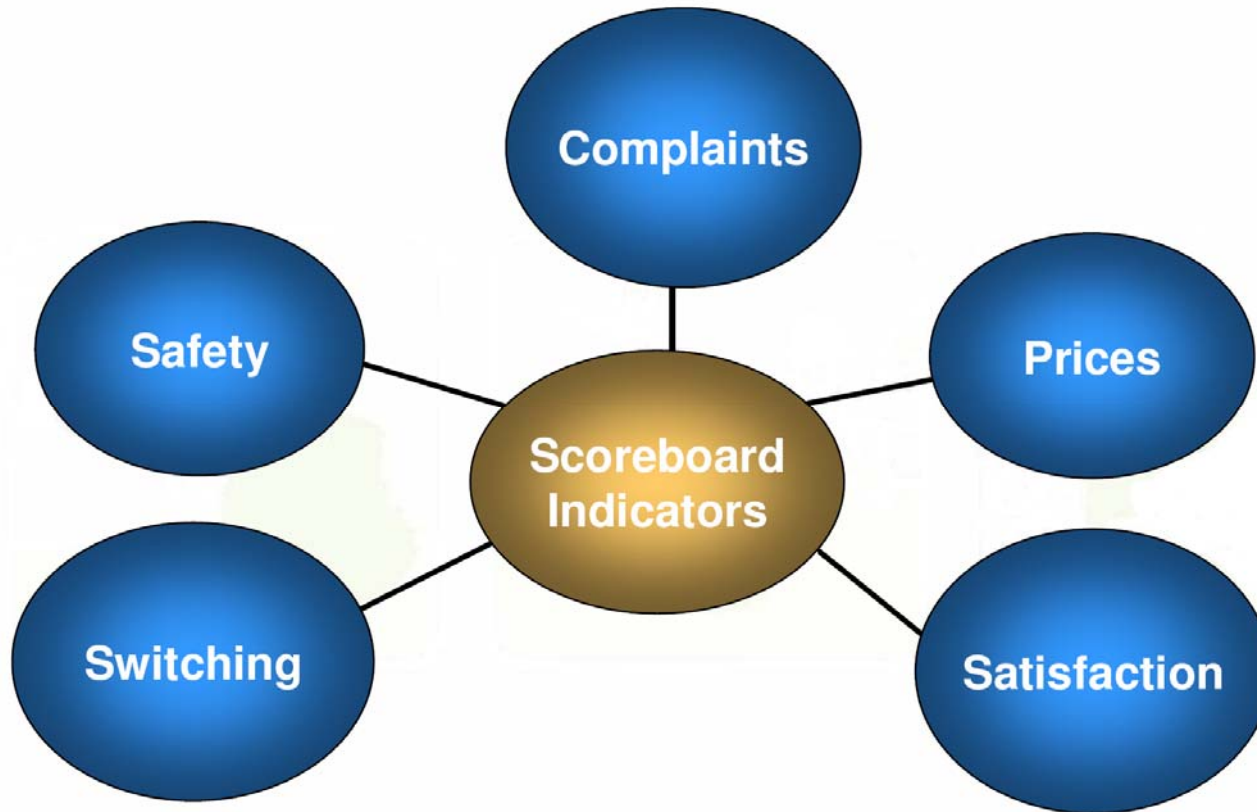 Complaints
Safety
Prices
Scoreboard
Indicators
Switching
Satisfaction